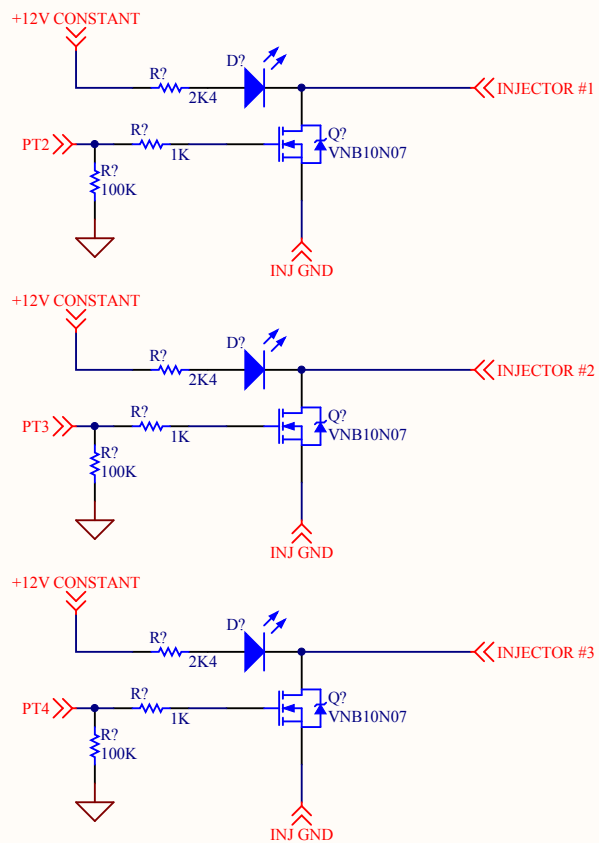 +12V CONSTANT
R?
2K4
D?
INJECTOR #1
PT2
R?
1K
R?
100K
Q?
VNB10N07
INJ GND
+12V CONSTANT
R?
2K4
D?
INJECTOR #2
PT3
R?
1K
R?
100K
Q?
VNB10N07
INJ GND
+12V CONSTANT
R?
2K4
D?
INJECTOR #3
PT4
R?
1K
R?
100K
Q?
VNB10N07
INJ GND